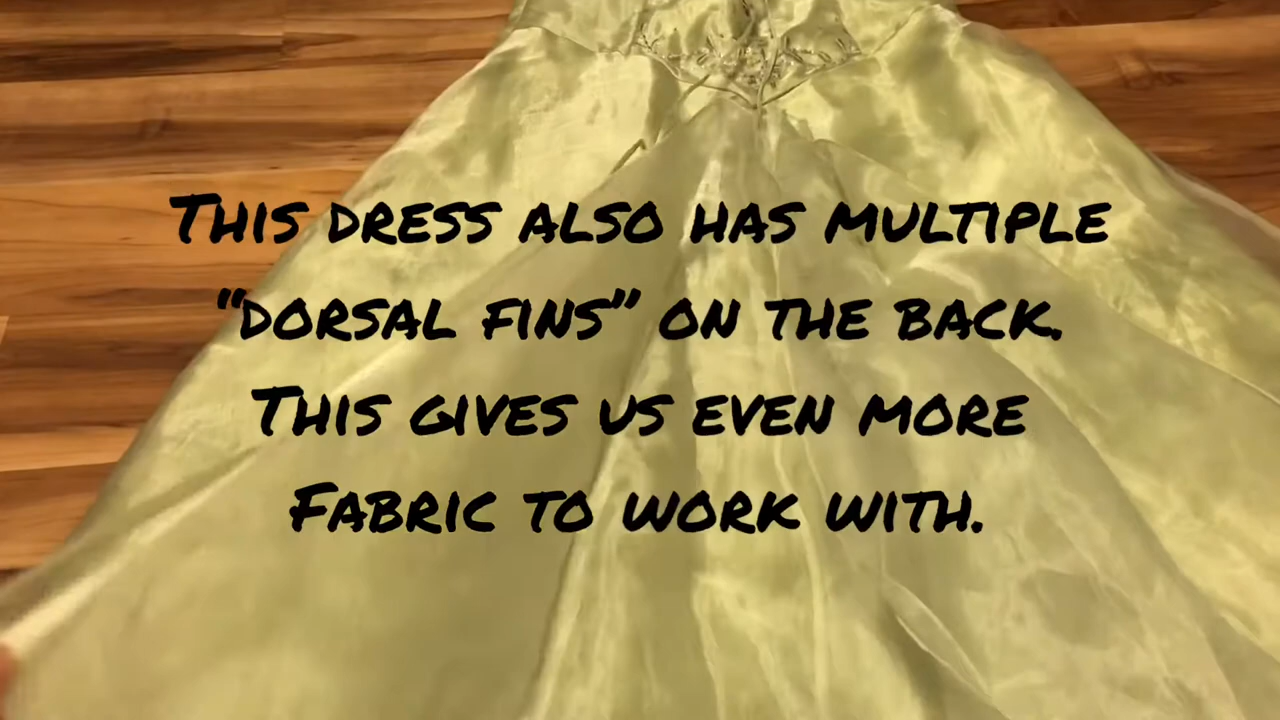 This dress also has multiple
“dorsal fins” on the back.
This gives us even more
Fabric to work with.